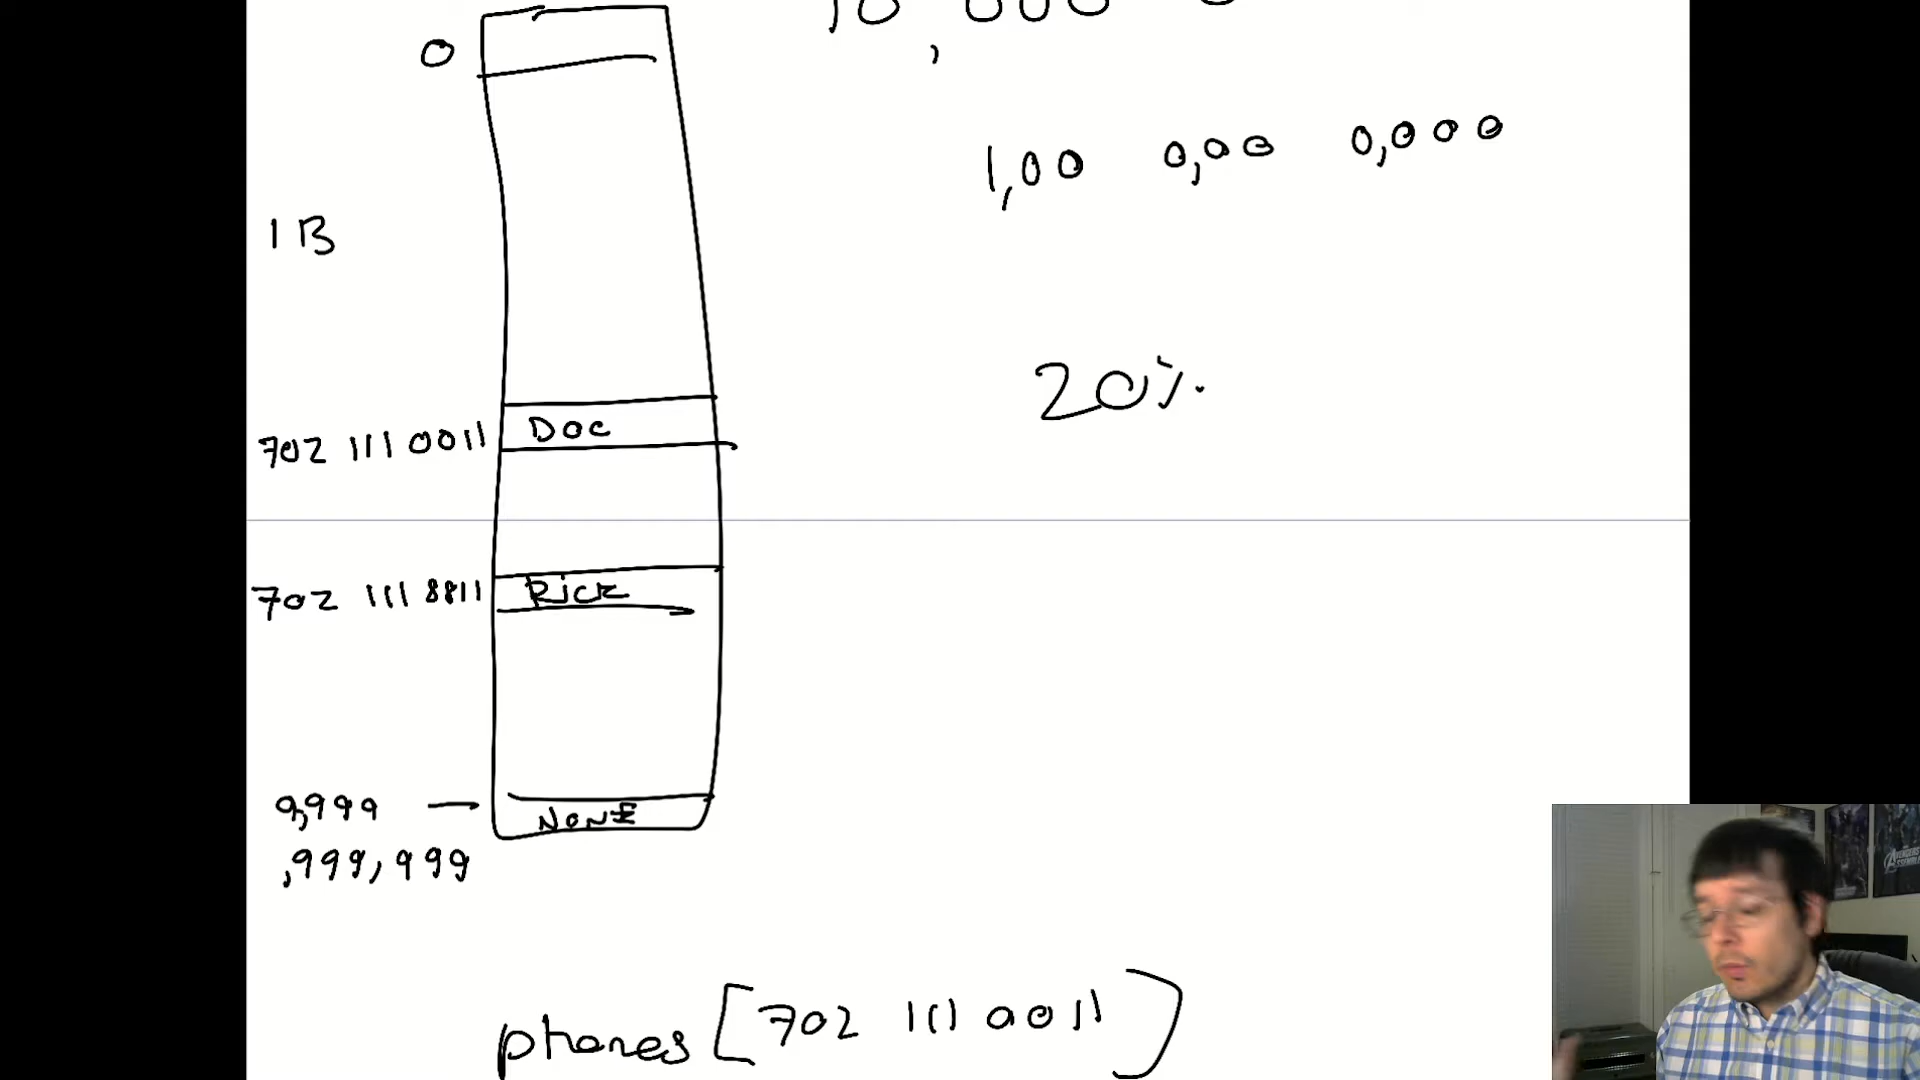 0
1,00 0,00 0,000
1B
20%
702 111 0011 Doc
702 111 8811 Rick
9,999 — NONE
,999,999
phones [702 111 0011]
AVENGERS